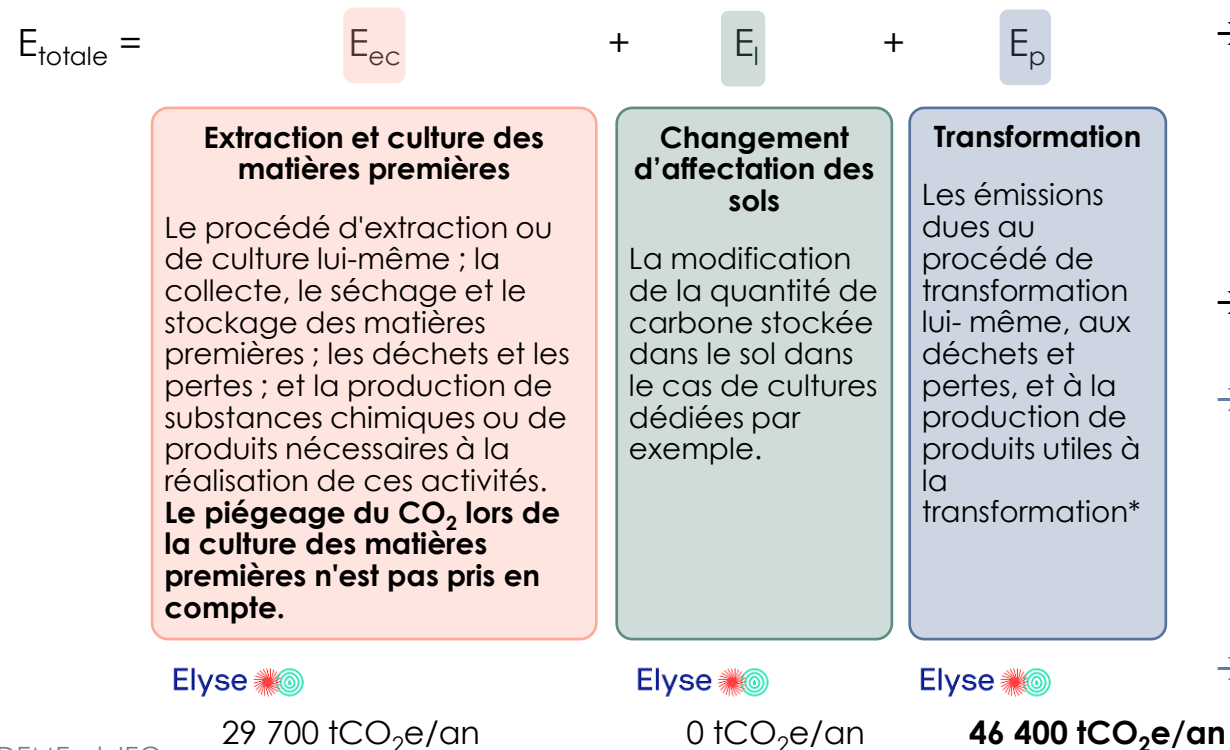 E_totale = E_ec + E_l + E_p
Extraction et culture des
matières premières
Le procédé d'extraction ou
de culture lui-même ; la
collecte, le séchage et le
stockage des matières
premières ; les déchets et les
pertes ; et la production de
substances chimiques ou de
produits nécessaires à la
réalisation de ces activités.
Le piégeage du CO₂ lors de
la culture des matières
premières n'est pas pris en
compte.
Changement
d'affectation des
sols
La modification
de la quantité de
carbone stockée
dans le sol dans
le cas de cultures
dédiées par
exemple.
Transformation
Les émissions
dues au
procédé de
transformation
lui- même, aux
déchets et
pertes, et à la
production de
produits utiles à
la
transformation*
Elyse
29 700 tCO₂e/an
Elyse
0 tCO₂e/an
Elyse
46 400 tCO₂e/an